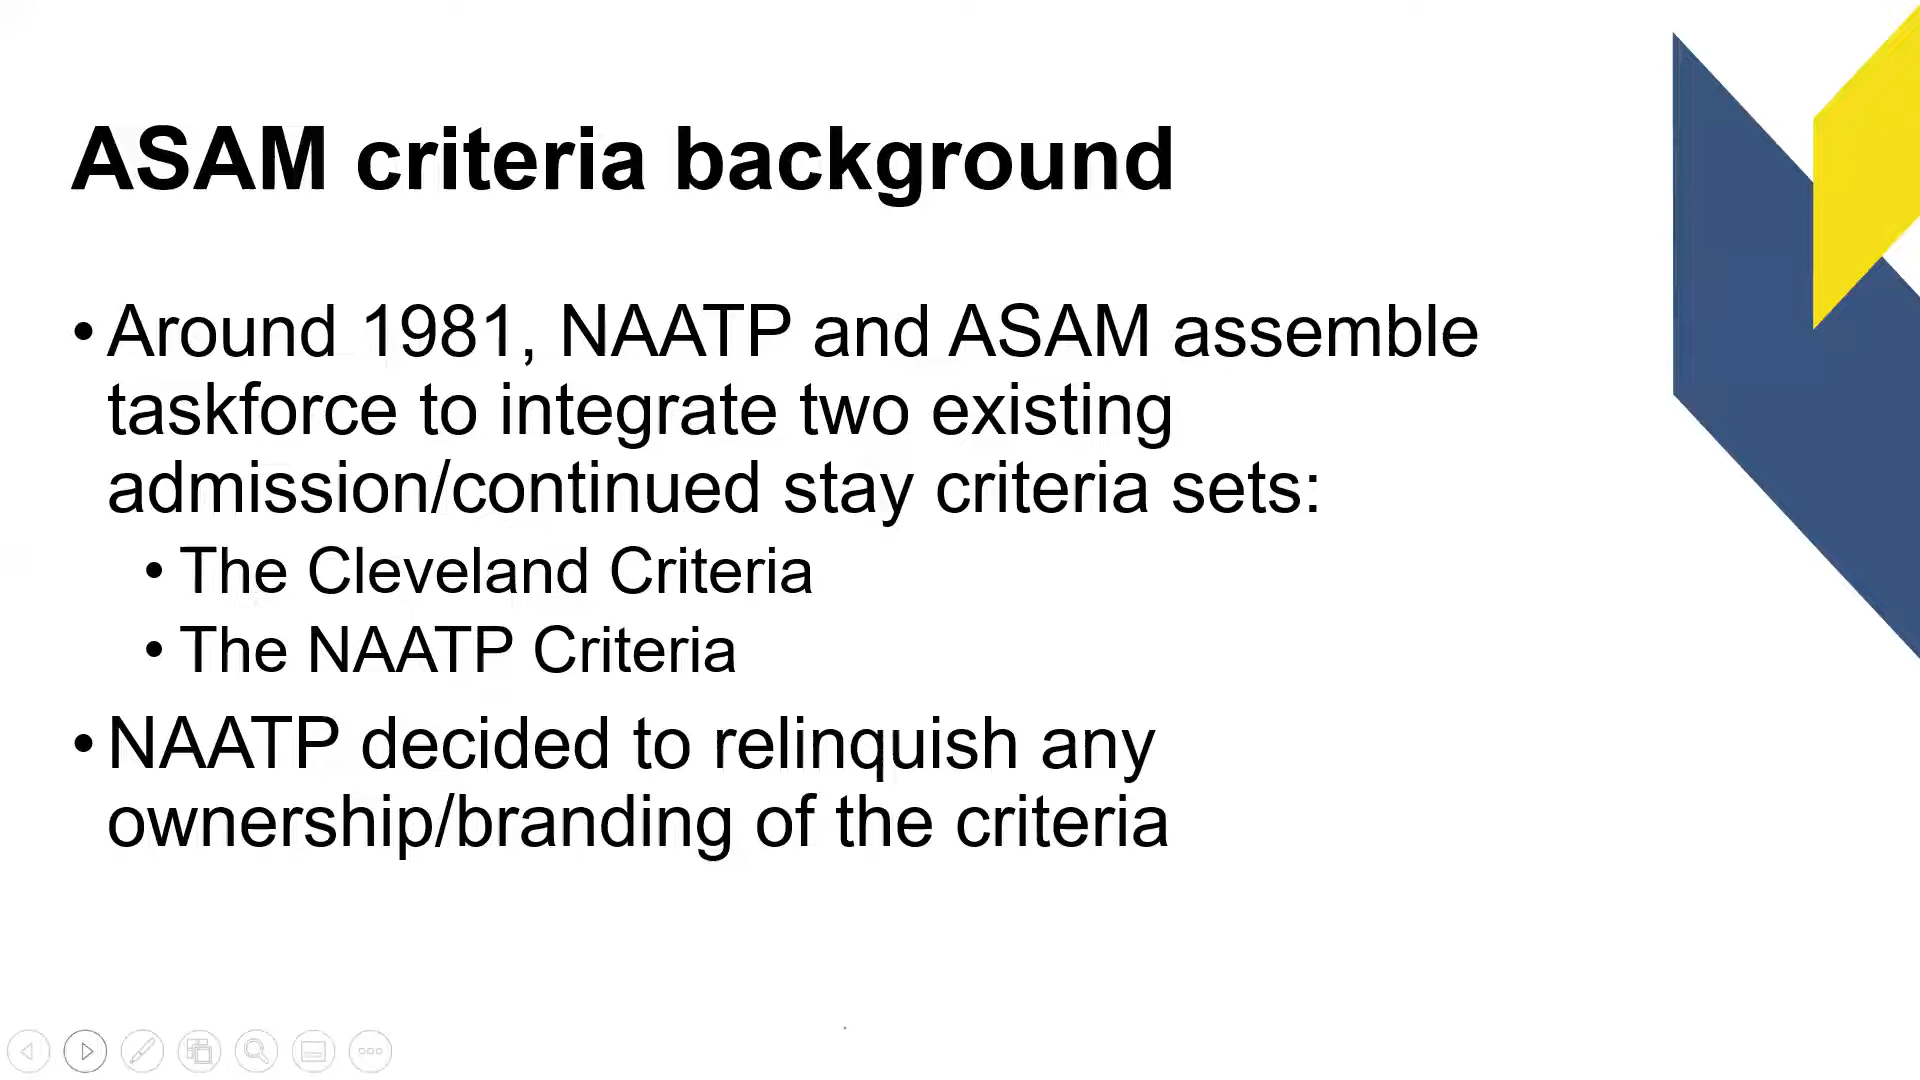 ASAM criteria background
• Around 1981, NAATP and ASAM assemble
taskforce to integrate two existing
admission/continued stay criteria sets:
• The Cleveland Criteria
• The NAATP Criteria
• NAATP decided to relinquish any
ownership/branding of the criteria